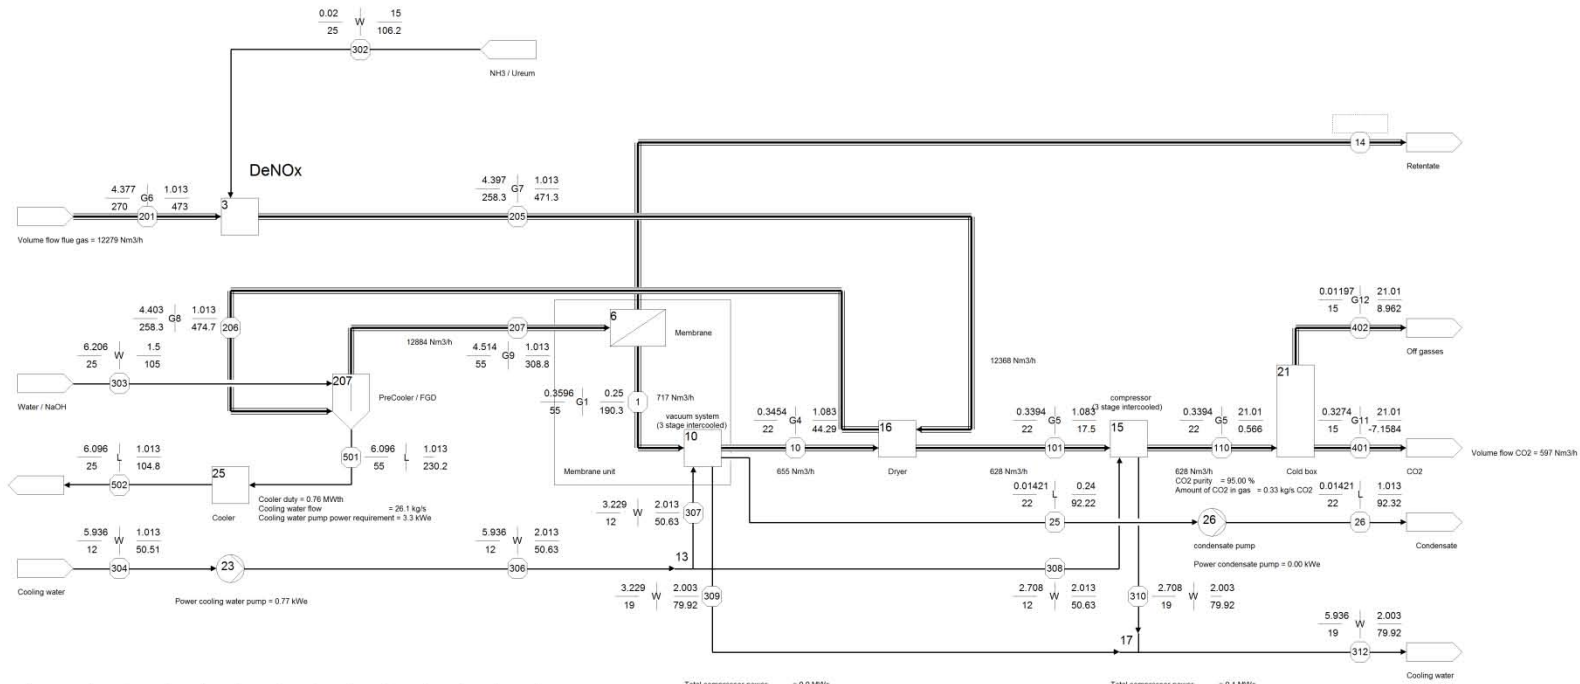 0.02 W 15
25 106.2
302
NH3 / Ureum
14
Retentate
DeNOx
4.377 G6 1.013
270 473
201
3
4.397 G7 1.013
258.3 471.3
205
Volume flow flue gas = 12279 Nm3/h
4.403 G8 1.013
258.3 474.7
206
207
12884 Nm3/h
4.514 G9 1.013
55 308.8
6
Membrane
12368 Nm3/h
0.01197 G12 21.01
15 8.962
402
Off gasses
6.206 W 1.5
25 105
303
Water / NaOH
207
PreCooler / FGD
0.3596 G1 0.25
55 190.3
1
717 Nm3/h
vacuum system
(3 stage intercooled)
10
Membrane unit
0.3454 G4 1.083
22 44.29
10
655 Nm3/h
16
Dryer
0.3394 G5 1.083
22 17.5
101
628 Nm3/h
compressor
(3 stage intercooled)
15
0.3394 G5 21.01
22 0.566
110
628 Nm3/h
CO2 purity = 95.00 %
Amount of CO2 in gas = 0.33 kg/s CO2
21
Cold box
0.3274 G11 21.01
15 -7.1584
401
CO2
Volume flow CO2 = 597 Nm3/h
6.096 L 1.013
25 104.8
502
25
Cooler
501
6.096 L 1.013
55 230.2
Cooler duty = 0.76 MWth
Cooling water flow = 26.1 kg/s
Cooling water pump power requirement = 3.3 kWe
3.229 W 2.013
12 50.63
307
0.01421 L 0.24
22 92.22
25
26
condensate pump
Power condensate pump = 0.00 kWe
0.01421 L 1.013
22 92.32
26
Condensate
5.936 W 1.013
12 50.51
304
Cooling water
23
Power cooling water pump = 0.77 kWe
5.936 W 2.013
12 50.63
306
13
308
3.229 W 2.003
19 79.92
309
2.708 W 2.013
12 50.63
310
2.708 W 2.003
19 79.92
17
5.936 W 2.003
19 79.92
312
Cooling water